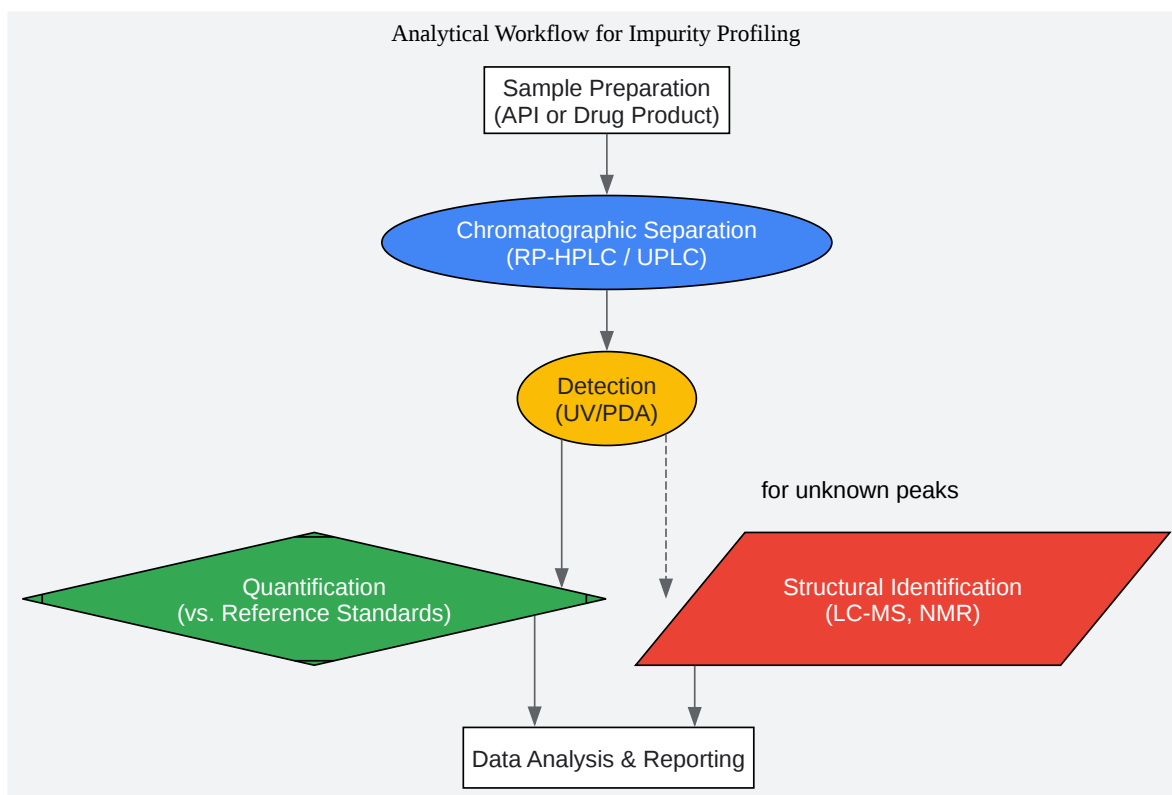 Analytical Workflow for Impurity Profiling
Sample Preparation
(API or Drug Product)
Chromatographic Separation
(RP-HPLC / UPLC)
Detection
(UV/PDA)
for unknown peaks
Quantification
(vs. Reference Standards)
Structural Identification
(LC-MS, NMR)
Data Analysis & Reporting